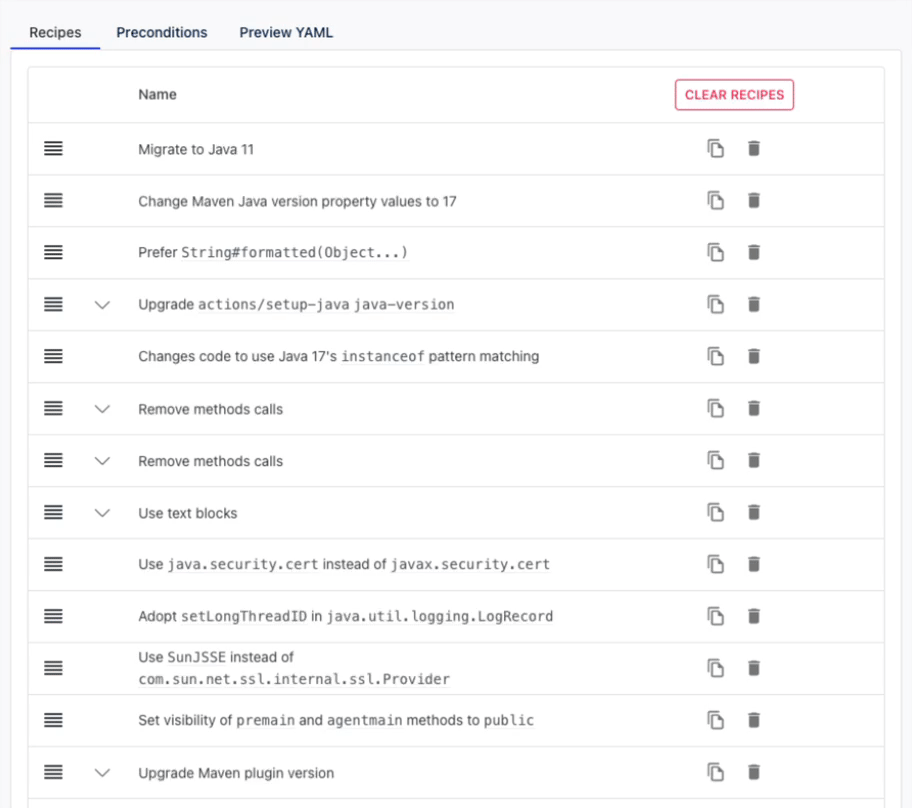 Recipes Preconditions Preview YAML
Name CLEAR RECIPES
Migrate to Java 11
Change Maven Java version property values to 17
Prefer String#formatted(Object...)
Upgrade actions/setup-java java-version
Changes code to use Java 17's instanceof pattern matching
Remove methods calls
Remove methods calls
Use text blocks
Use java.security.cert instead of javax.security.cert
Adopt setLongThreadID in java.util.logging.LogRecord
Use SunJSSE instead of
com.sun.net.ssl.internal.ssl.Provider
Set visibility of premain and agentmain methods to public
Upgrade Maven plugin version